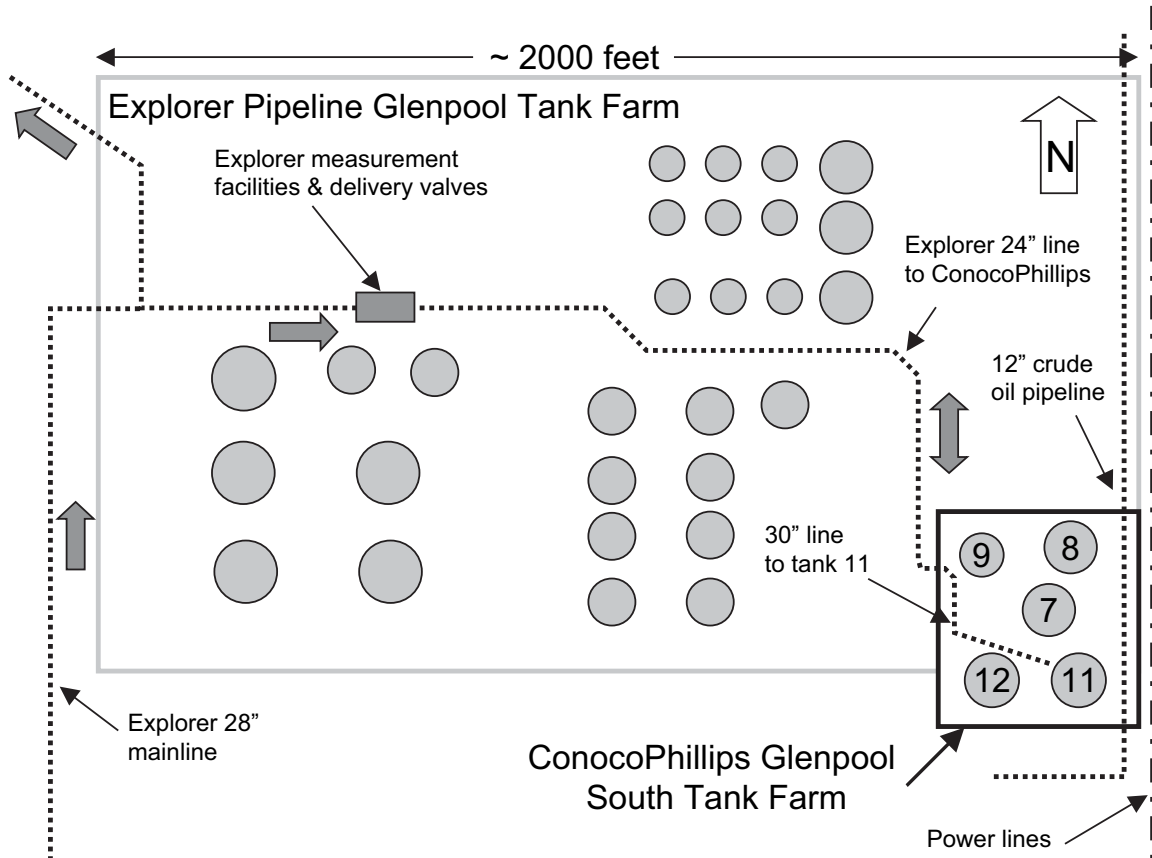 ~ 2000 feet
Explorer Pipeline Glenpool Tank Farm
N
Explorer measurement
facilities & delivery valves
Explorer 24” line
to ConocoPhillips
12” crude
oil pipeline
30” line
to tank 11
9
8
7
12
11
Explorer 28”
mainline
ConocoPhillips Glenpool
South Tank Farm
Power lines